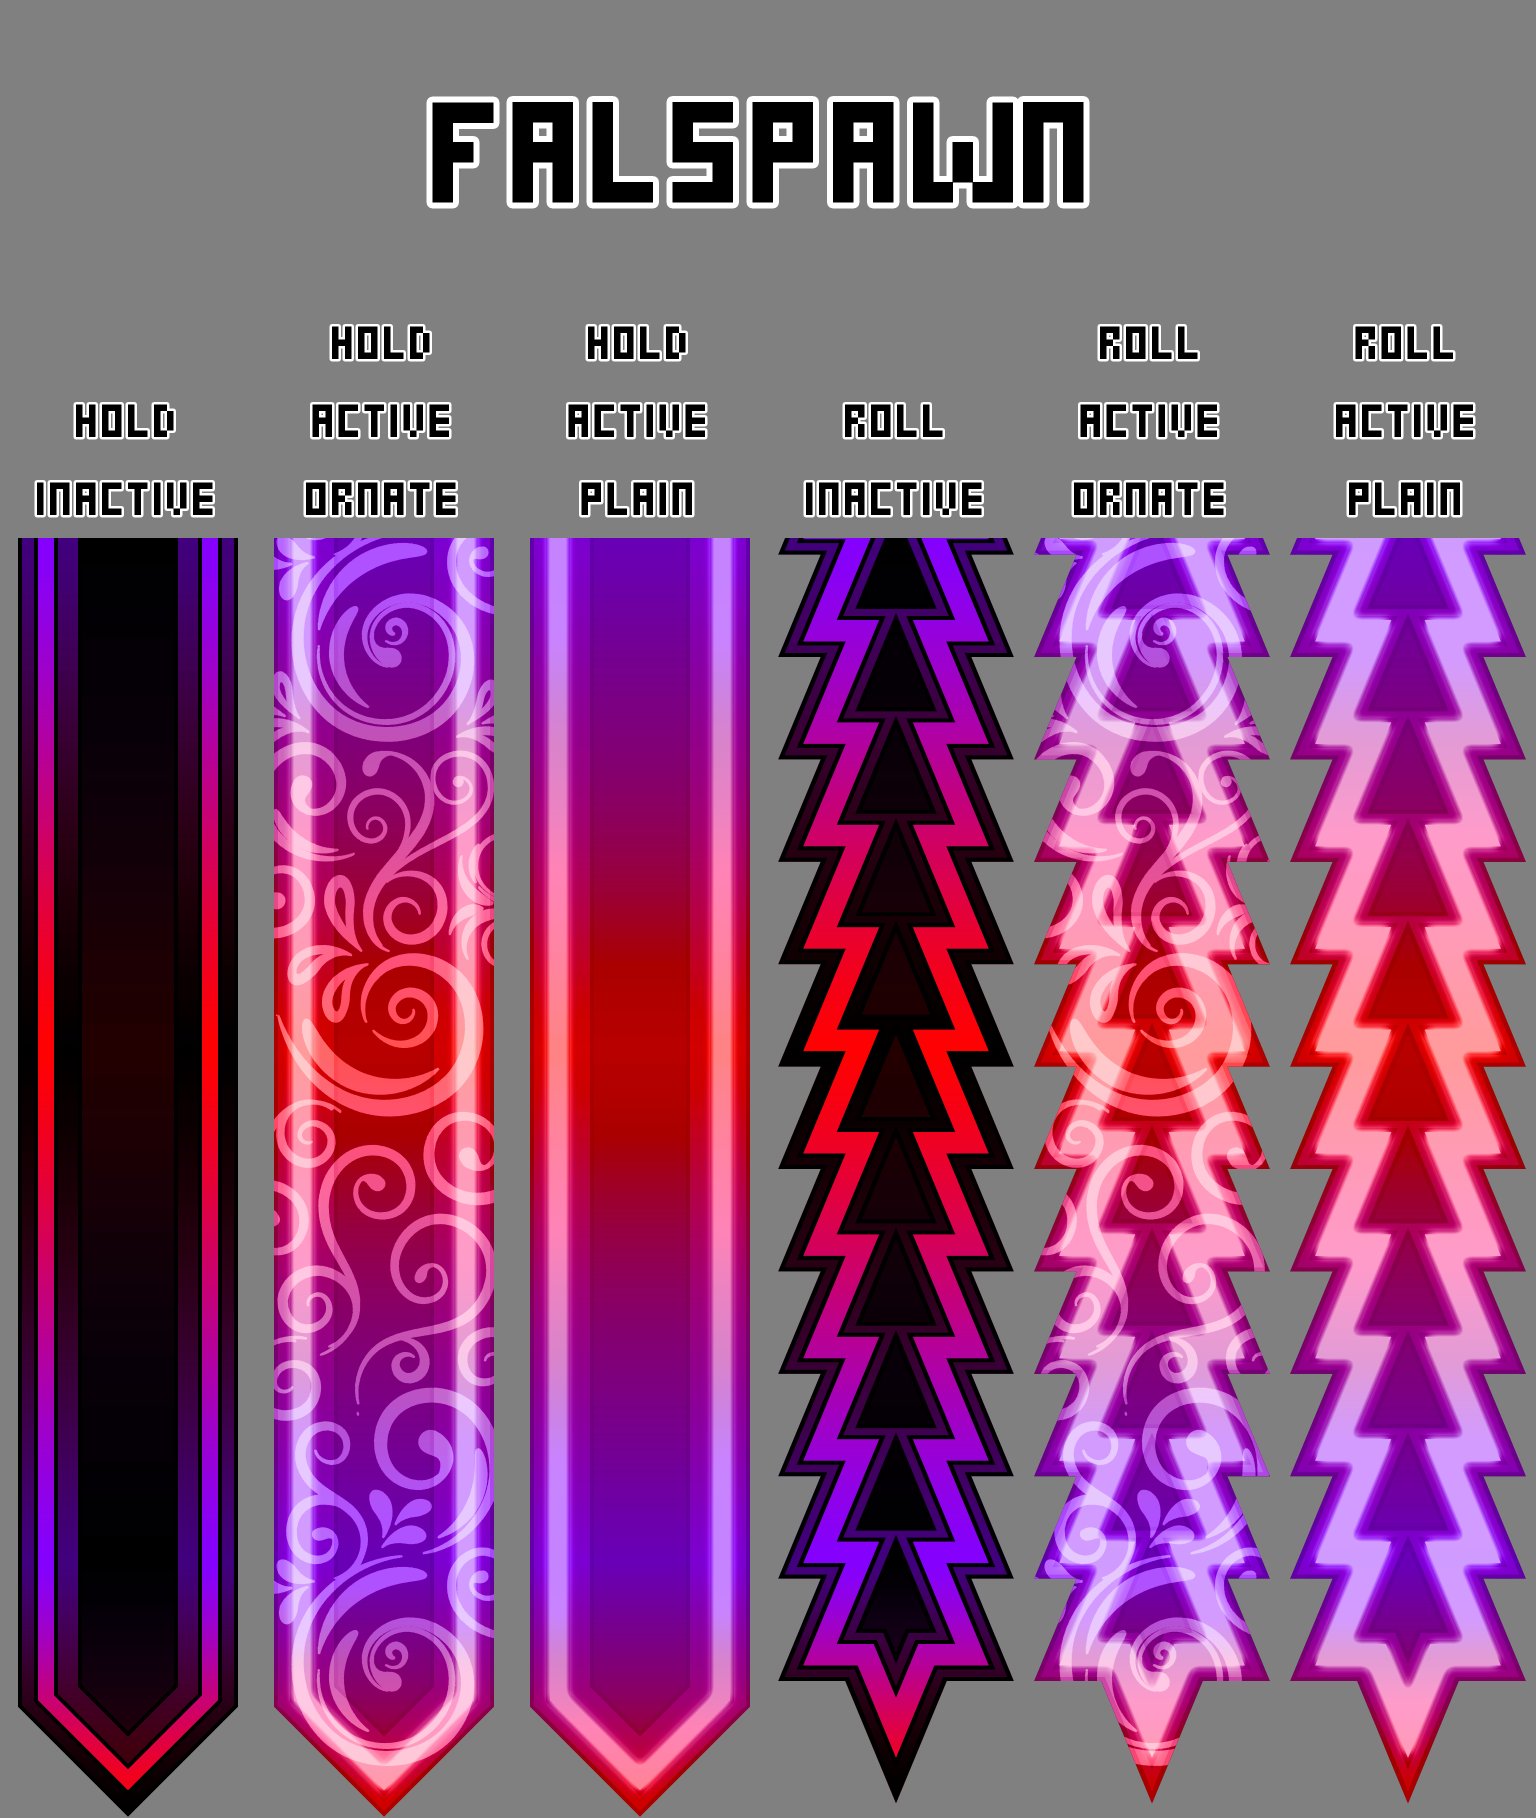 FALSPAWN
HOLD INACTIVE
HOLD ACTIVE ORNATE
HOLD ACTIVE PLAIN
ROLL INACTIVE
ROLL ACTIVE ORNATE
ROLL ACTIVE PLAIN